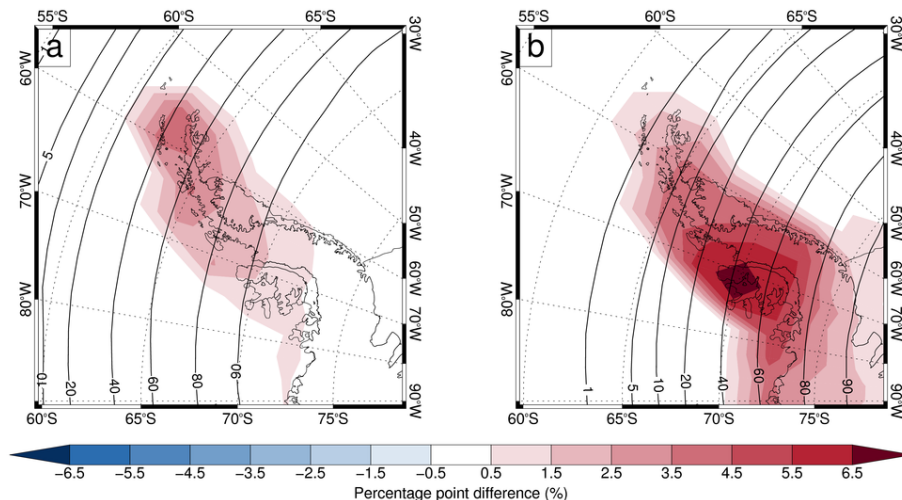 55°S 60°S 65°S 55°S 60°S 65°S
a b
30°W 30°W
60°W 60°W
5
40°W 40°W
70°W 70°W
50°W 50°W
60°W 60°W
80°W 80°W
70°W 70°W
10 20 40 60 80 90 1 5 10 20 40 60 80 90
90°W 90°W
60°S 65°S 70°S 75°S 60°S 65°S 70°S 75°S
−6.5 −5.5 −4.5 −3.5 −2.5 −1.5 −0.5 0.5 1.5 2.5 3.5 4.5 5.5 6.5
Percentage point difference (%)